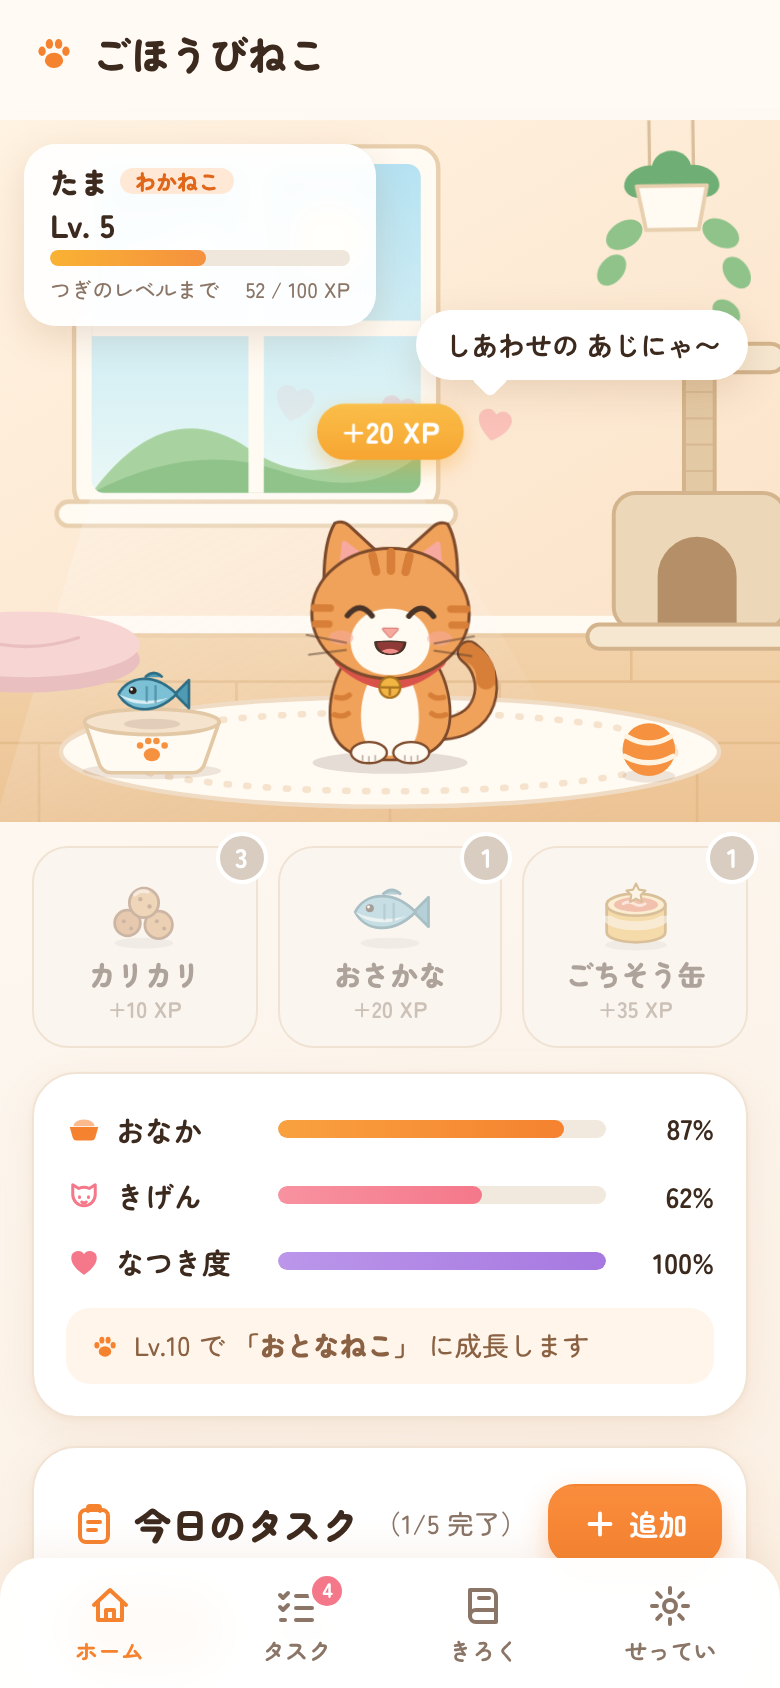 ごほうびねこ
たま わかねこ
Lv. 5
つぎのレベルまで 52 / 100 XP
しあわせの あじにゃ〜
+20 XP
3
1
1
カリカリ
+10 XP
おさかな
+20 XP
ごちそう缶
+35 XP
おなか 87%
きげん 62%
なつき度 100%
Lv.10 で 「おとなねこ」 に成長します
今日のタスク （1/5 完了） + 追加
4
ホーム タスク きろく せってい